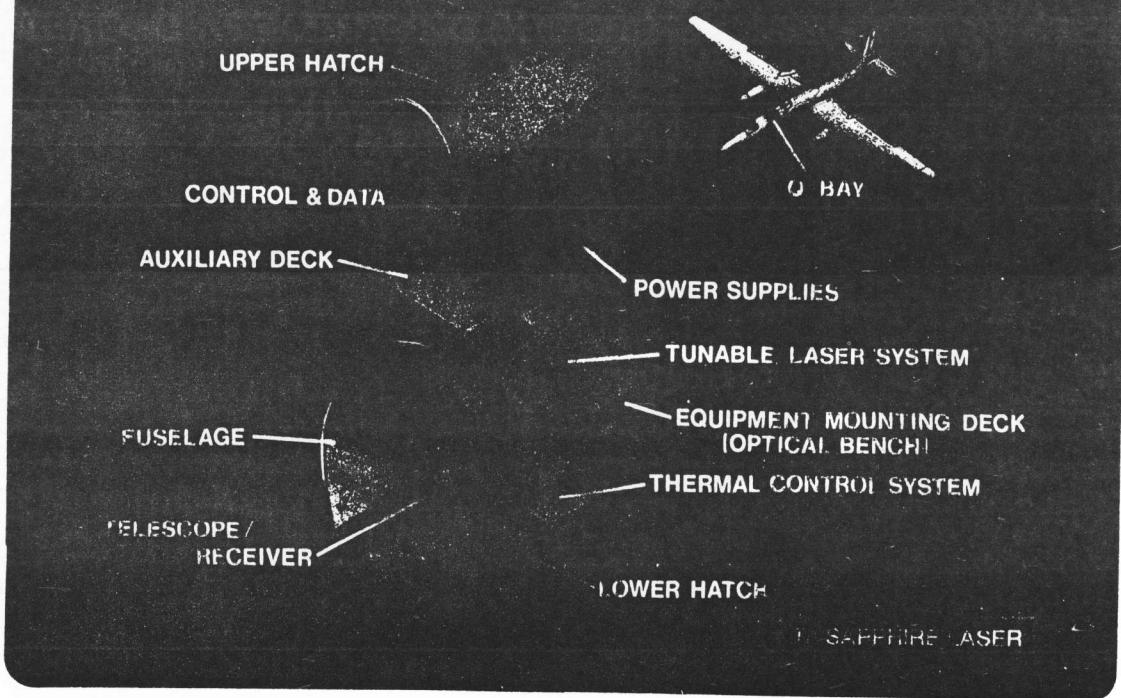 UPPER HATCH
Q BAY
CONTROL & DATA
AUXILIARY DECK
POWER SUPPLIES
TUNABLE LASER SYSTEM
EQUIPMENT MOUNTING DECK
(OPTICAL BENCH)
FUSELAGE
THERMAL CONTROL SYSTEM
TELESCOPE/
RECEIVER
LOWER HATCH
SAPPHIRE LASER